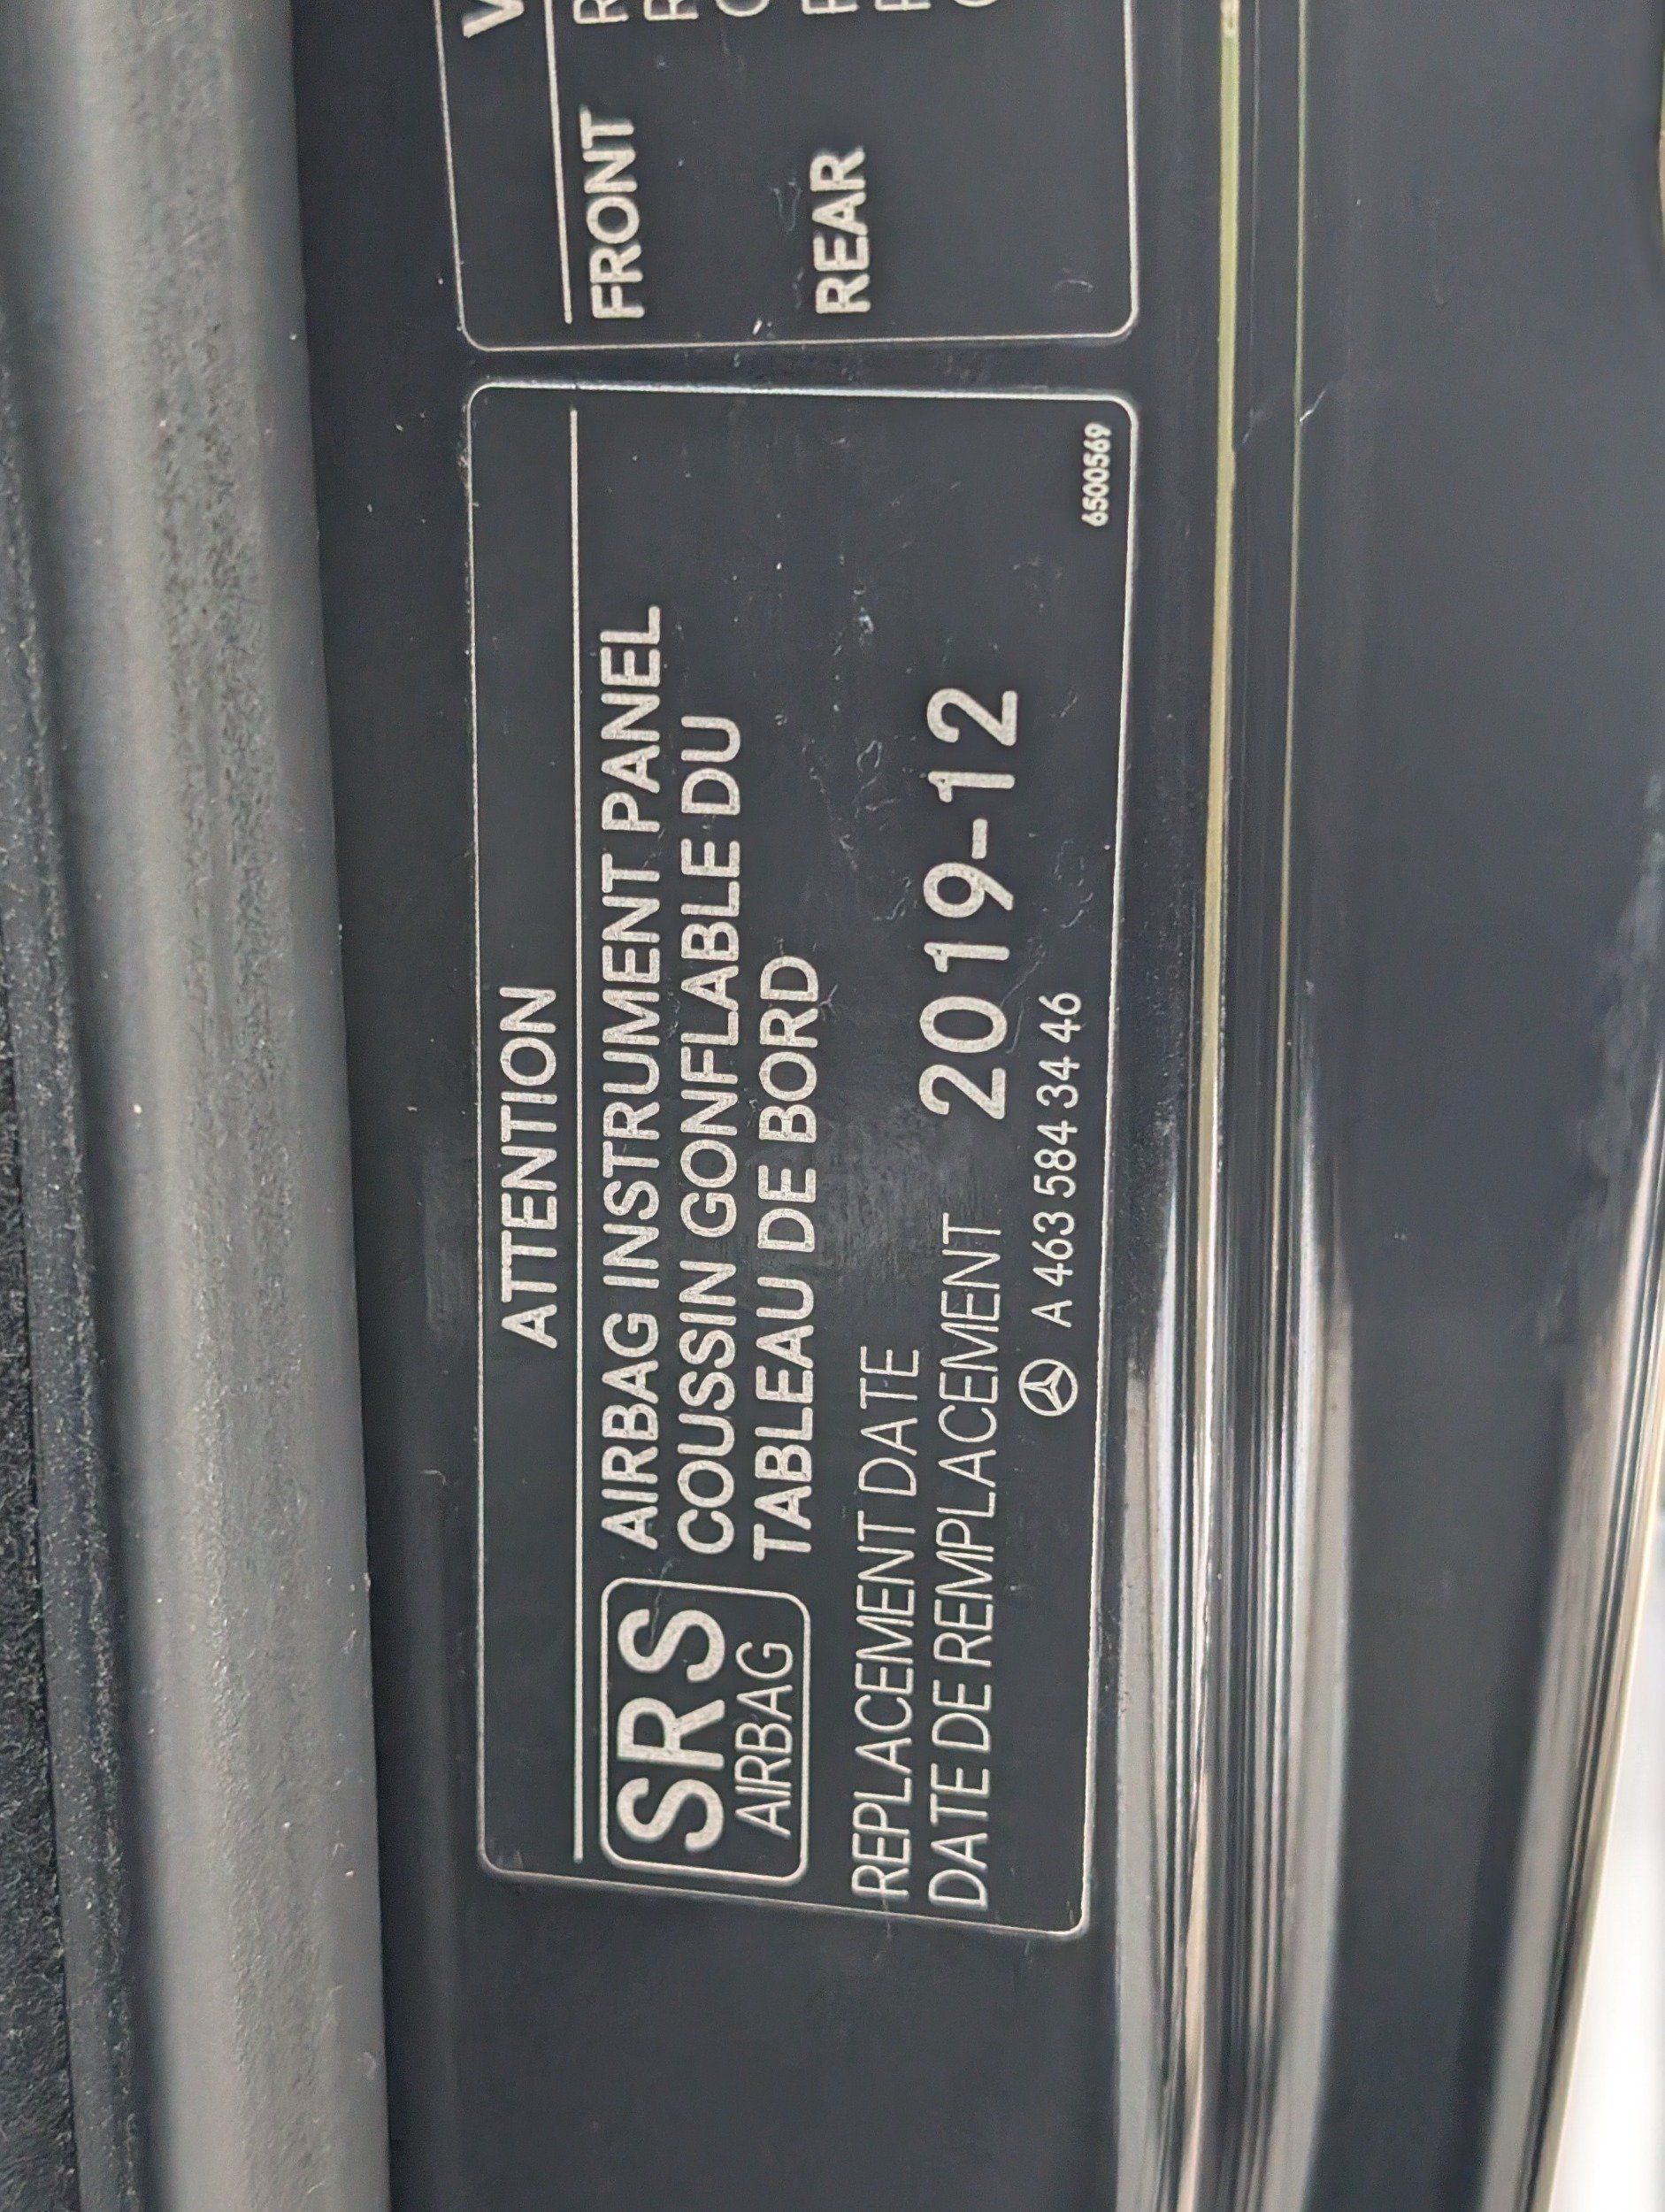 ATTENTION
SRS
AIRBAG
AIRBAG INSTRUMENT PANEL
COUSSIN GONFLABLE DU
TABLEAU DE BORD
REPLACEMENT DATE
DATE DE REMPLACEMENT 2019-12
A 463 584 34 46
6500569
FRONT
REAR